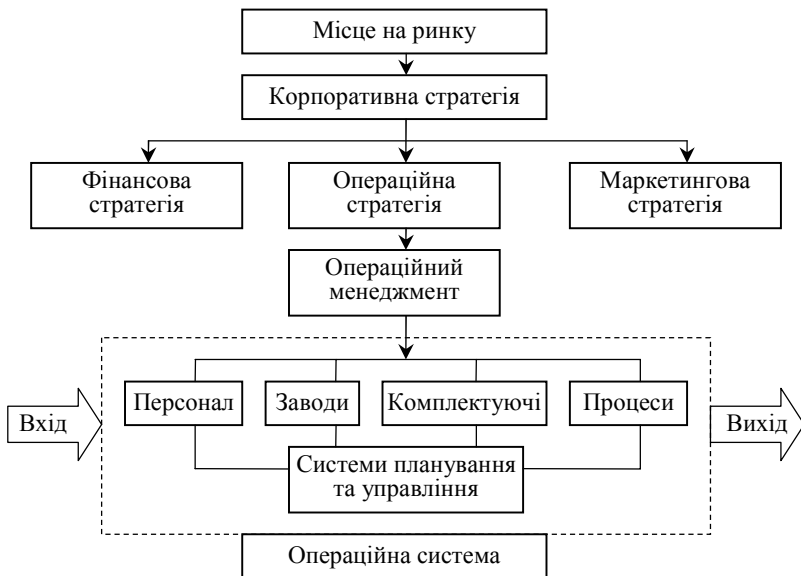 Місце на ринку
Корпоративна стратегія
Фінансова
стратегія
Операційна
стратегія
Маркетингова
стратегія
Операційний
менеджмент
Вхід
Персонал
Заводи
Комплектуючі
Процеси
Вихід
Системи планування
та управління
Операційна система